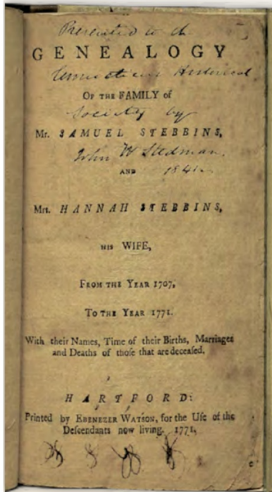 Presented to the
GENEALOGY
Connecticut Historical
OF THE FAMILY of
Society by
Mr. SAMUEL STEBBINS,
John W Stedman
AND
1841.
Mrs. HANNAH STEBBINS,
HIS WIFE,
FROM THE YEAR 1707,
TO THE YEAR 1771.
With their Names, Time of their Births, Marriages
and Deaths of those that are deceased.
HARTFORD:
Printed by EBENEZER WATSON, for the Use of the
Descendants now living. 1771.